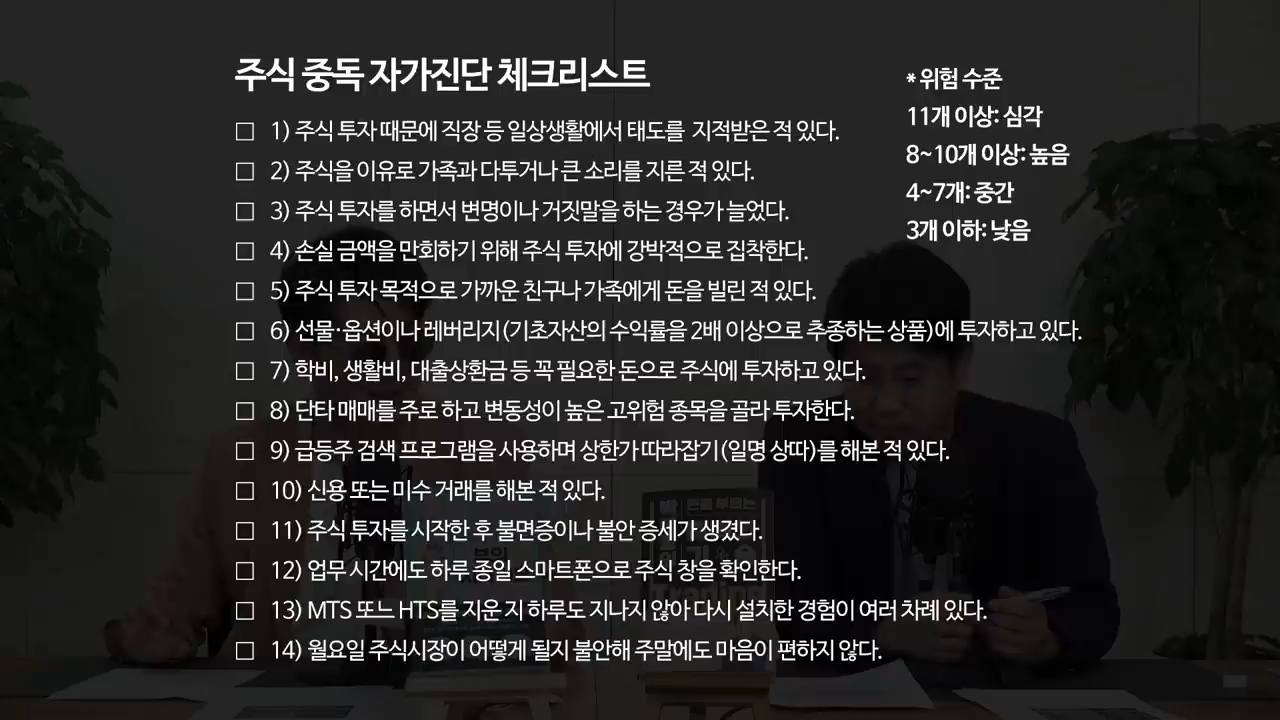 주식 중독 자가진단 체크리스트
□ 1) 주식 투자 때문에 직장 등 일상생활에서 태도를 지적받은 적 있다.
□ 2) 주식을 이유로 가족과 다투거나 큰 소리를 지른 적 있다.
□ 3) 주식 투자를 하면서 변명이나 거짓말을 하는 경우가 늘었다.
□ 4) 손실 금액을 만회하기 위해 주식 투자에 강박적으로 집착한다.
□ 5) 주식 투자 목적으로 가까운 친구나 가족에게 돈을 빌린 적 있다.
□ 6) 선물·옵션이나 레버리지(기초자산의 수익률을 2배 이상으로 추종하는 상품)에 투자하고 있다.
□ 7) 학비, 생활비, 대출상환금 등 꼭 필요한 돈으로 주식에 투자하고 있다.
□ 8) 단타 매매를 주로 하고 변동성이 높은 고위험 종목을 골라 투자한다.
□ 9) 급등주 검색 프로그램을 사용하며 상한가 따라잡기(일명 상따)를 해본 적 있다.
□ 10) 신용 또는 미수 거래를 해본 적 있다.
□ 11) 주식 투자를 시작한 후 불면증이나 불안 증세가 생겼다.
□ 12) 업무 시간에도 하루 종일 스마트폰으로 주식 창을 확인한다.
□ 13) MTS 또느 HTS를 지운 지 하루도 지나지 않아 다시 설치한 경험이 여러 차례 있다.
□ 14) 월요일 주식시장이 어떻게 될지 불안해 주말에도 마음이 편하지 않다.
* 위험 수준
11개 이상: 심각
8~10개 이상: 높음
4~7개: 중간
3개 이하: 낮음